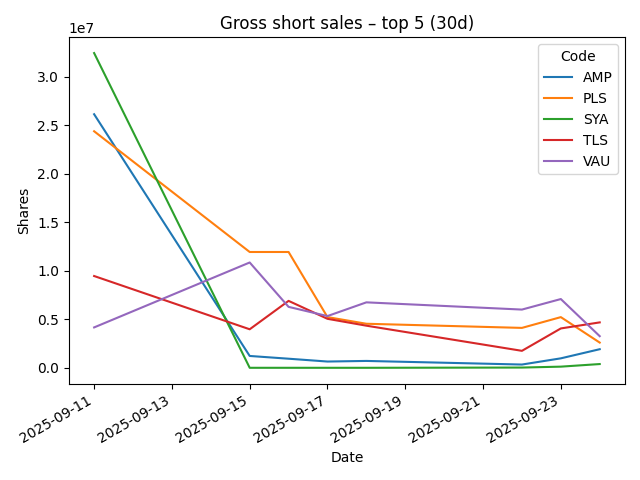 Gross short sales – top 5 (30d)
1e7
Code
AMP
PLS
SYA
TLS
VAU
3.0
2.5
2.0
1.5
1.0
0.5
0.0
Shares
2025-09-11
2025-09-13
2025-09-15
2025-09-17
2025-09-19
2025-09-21
2025-09-23
Date